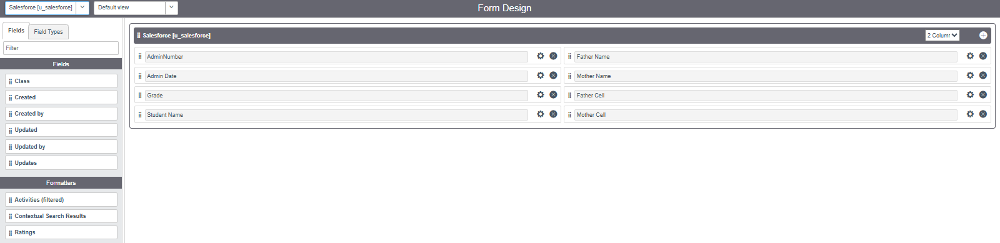 Salesforce [u_salesforce]
Default view
Form Design
Fields
Field Types
Filter
Fields
Class
Created
Created by
Updated
Updated by
Updates
Formatters
Activities (filtered)
Contextual Search Results
Ratings
Salesforce [u_salesforce]
2 Colum
AdminNumber
Father Name
Admin Date
Mother Name
Grade
Father Cell
Student Name
Mother Cell